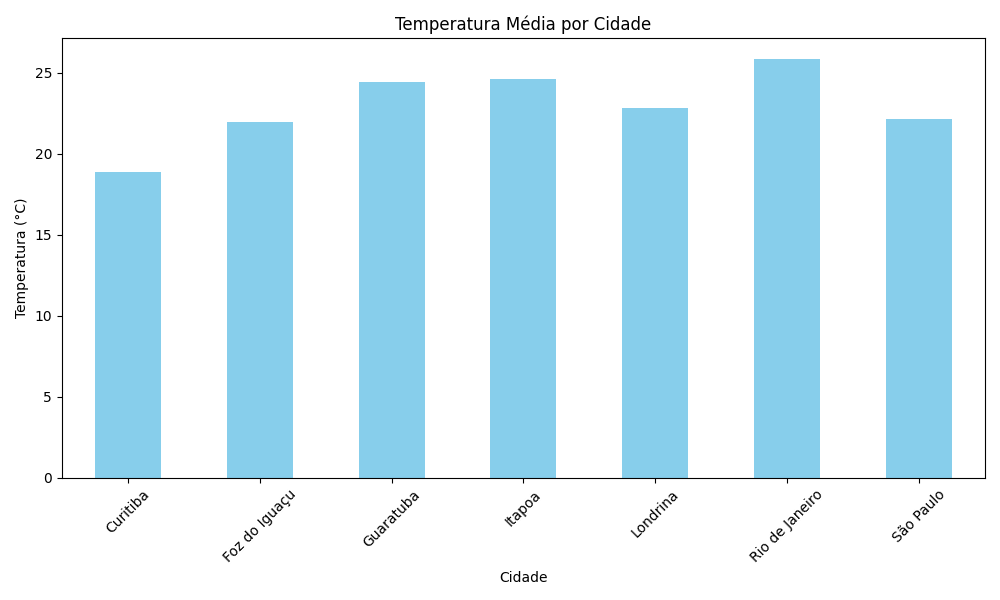 Temperatura Média por Cidade
Temperatura (°C)
25
20
15
10
5
0
Curitiba
Foz do Iguaçu
Guaratuba
Itapoa
Londrina
Rio de Janeiro
São Paulo
Cidade